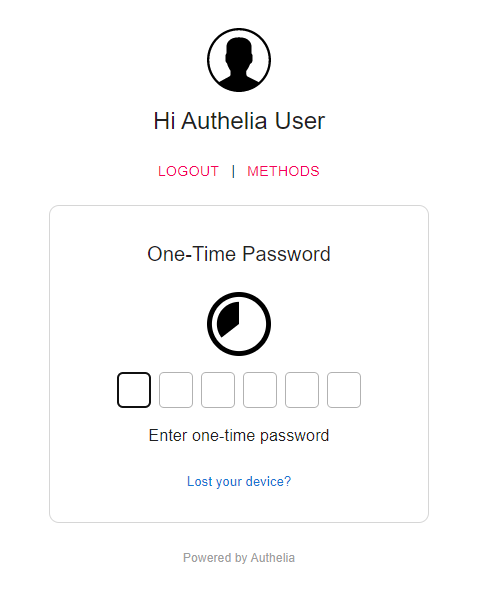 Hi Authelia User
LOGOUT | METHODS
One-Time Password
Enter one-time password
Lost your device?
Powered by Authelia